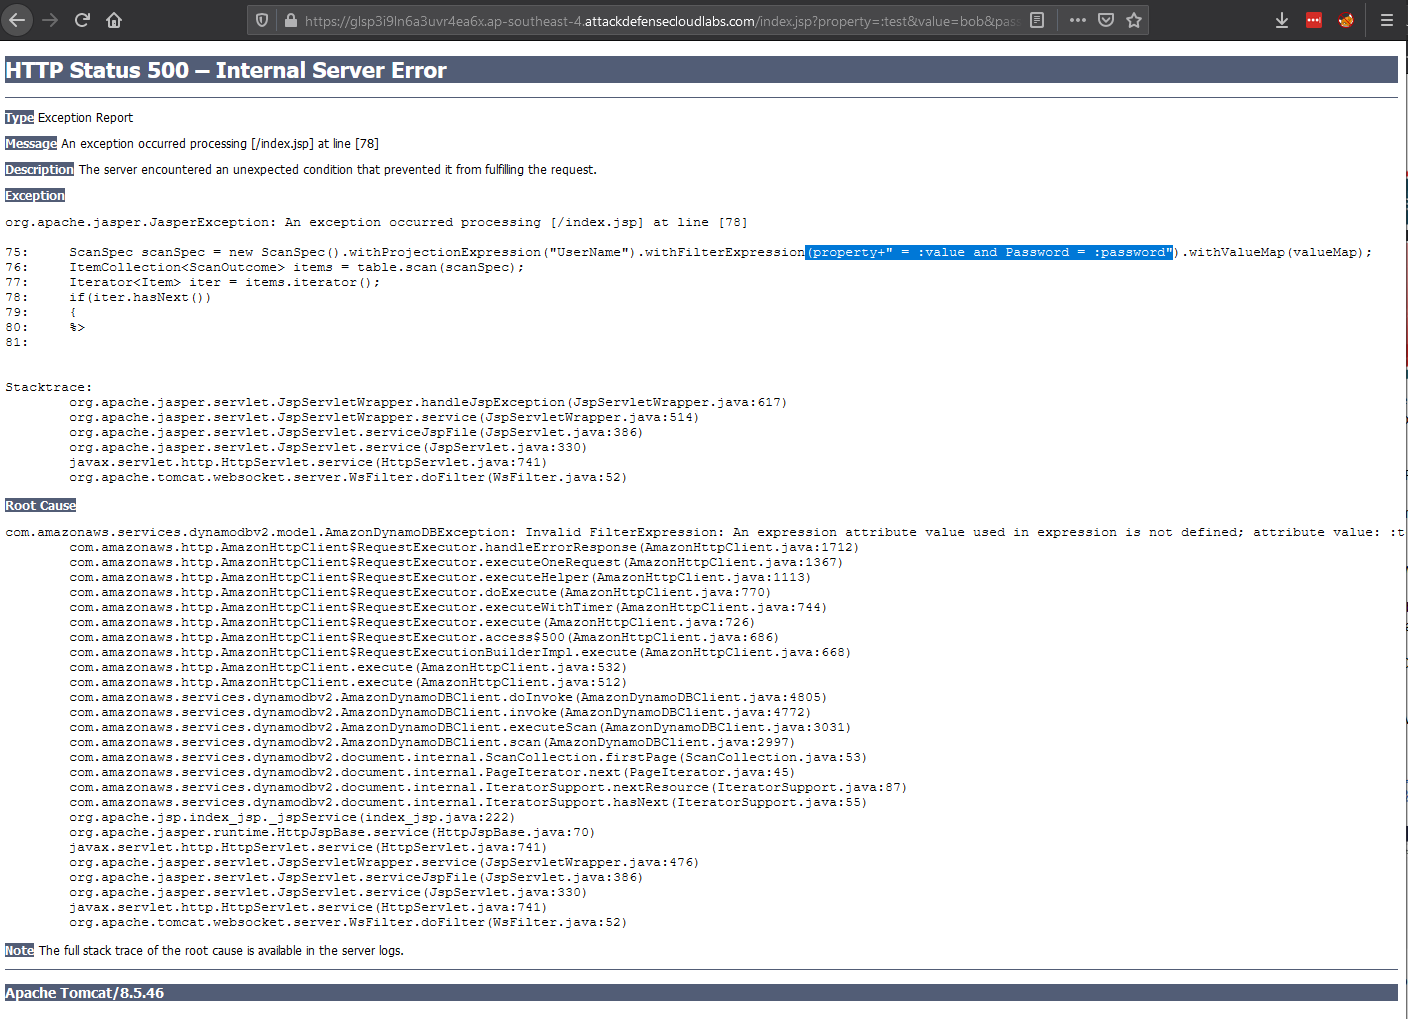 https://glsp3i9ln6a3uvr4ea6x.ap-southeast-4.attackdefensecloudlabs.com/index.jsp?property=:test&value=bob&pas
HTTP Status 500 – Internal Server Error
Type Exception Report
Message An exception occurred processing [/index.jsp] at line [78]
Description The server encountered an unexpected condition that prevented it from fulfilling the request.
Exception
org.apache.jasper.JasperException: An exception occurred processing [/index.jsp] at line [78]
75:     ScanSpec scanSpec = new ScanSpec().withProjectionExpression("UserName").withFilterExpression(property+" = :value and Password = :password").withValueMap(valueMap);
76:     ItemCollection<ScanOutcome> items = table.scan(scanSpec);
77:     Iterator<Item> iter = items.iterator();
78:     if(iter.hasNext())
79:     {
80:     %>
81:
Stacktrace:
org.apache.jasper.servlet.JspServletWrapper.handleJspException(JspServletWrapper.java:617)
org.apache.jasper.servlet.JspServletWrapper.service(JspServletWrapper.java:514)
org.apache.jasper.servlet.JspServlet.serviceJspFile(JspServlet.java:386)
org.apache.jasper.servlet.JspServlet.service(JspServlet.java:330)
javax.servlet.http.HttpServlet.service(HttpServlet.java:741)
org.apache.tomcat.websocket.server.WsFilter.doFilter(WsFilter.java:52)
Root Cause
com.amazonaws.services.dynamodbv2.model.AmazonDynamoDBException: Invalid FilterExpression: An expression attribute value used in expression is not defined; attribute value: :t
com.amazonaws.http.AmazonHttpClient$RequestExecutor.handleErrorResponse(AmazonHttpClient.java:1712)
com.amazonaws.http.AmazonHttpClient$RequestExecutor.executeOneRequest(AmazonHttpClient.java:1367)
com.amazonaws.http.AmazonHttpClient$RequestExecutor.executeHelper(AmazonHttpClient.java:1113)
com.amazonaws.http.AmazonHttpClient$RequestExecutor.doExecute(AmazonHttpClient.java:770)
com.amazonaws.http.AmazonHttpClient$RequestExecutor.executeWithTimer(AmazonHttpClient.java:744)
com.amazonaws.http.AmazonHttpClient$RequestExecutor.execute(AmazonHttpClient.java:726)
com.amazonaws.http.AmazonHttpClient$RequestExecutor.access$500(AmazonHttpClient.java:686)
com.amazonaws.http.AmazonHttpClient$RequestExecutionBuilderImpl.execute(AmazonHttpClient.java:668)
com.amazonaws.http.AmazonHttpClient.execute(AmazonHttpClient.java:532)
com.amazonaws.http.AmazonHttpClient.execute(AmazonHttpClient.java:512)
com.amazonaws.services.dynamodbv2.AmazonDynamoDBClient.doInvoke(AmazonDynamoDBClient.java:4805)
com.amazonaws.services.dynamodbv2.AmazonDynamoDBClient.invoke(AmazonDynamoDBClient.java:4772)
com.amazonaws.services.dynamodbv2.AmazonDynamoDBClient.executeScan(AmazonDynamoDBClient.java:3031)
com.amazonaws.services.dynamodbv2.AmazonDynamoDBClient.scan(AmazonDynamoDBClient.java:2997)
com.amazonaws.services.dynamodbv2.document.internal.ScanCollection.firstPage(ScanCollection.java:53)
com.amazonaws.services.dynamodbv2.document.internal.PageIterator.next(PageIterator.java:45)
com.amazonaws.services.dynamodbv2.document.internal.IteratorSupport.nextResource(IteratorSupport.java:87)
com.amazonaws.services.dynamodbv2.document.internal.IteratorSupport.hasNext(IteratorSupport.java:55)
org.apache.jsp.index_jsp._jspService(index_jsp.java:222)
org.apache.jasper.runtime.HttpJspBase.service(HttpJspBase.java:70)
javax.servlet.http.HttpServlet.service(HttpServlet.java:741)
org.apache.jasper.servlet.JspServletWrapper.service(JspServletWrapper.java:476)
org.apache.jasper.servlet.JspServlet.serviceJspFile(JspServlet.java:386)
org.apache.jasper.servlet.JspServlet.service(JspServlet.java:330)
javax.servlet.http.HttpServlet.service(HttpServlet.java:741)
org.apache.tomcat.websocket.server.WsFilter.doFilter(WsFilter.java:52)
Note The full stack trace of the root cause is available in the server logs.
Apache Tomcat/8.5.46